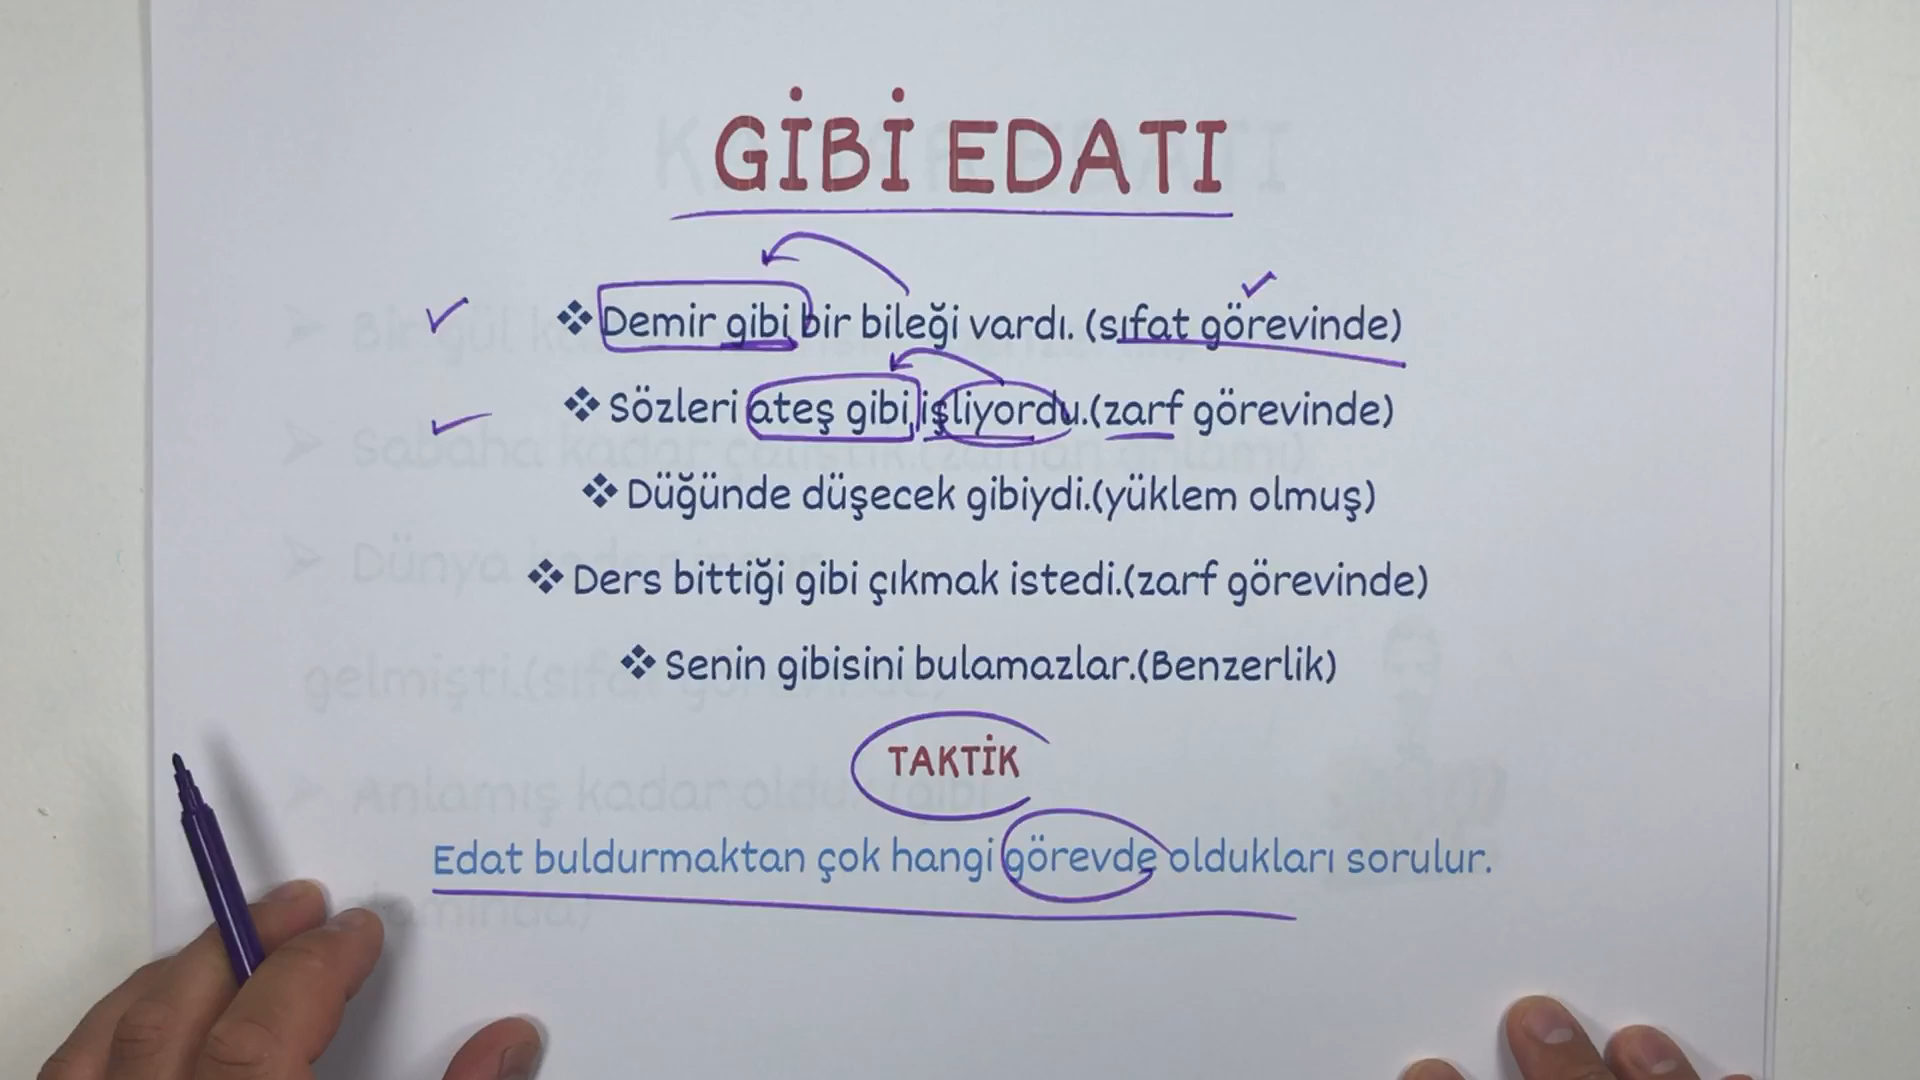 GİBİ EDATI
❖ Demir gibi bir bileği vardı. (sıfat görevinde)
❖ Sözleri ateş gibi işliyordu.(zarf görevinde)
❖ Düğünde düşecek gibiydi.(yüklem olmuş)
❖ Ders bittiği gibi çıkmak istedi.(zarf görevinde)
❖ Senin gibisini bulamazlar.(Benzerlik)
TAKTİK
Edat buldurmaktan çok hangi görevde oldukları sorulur.